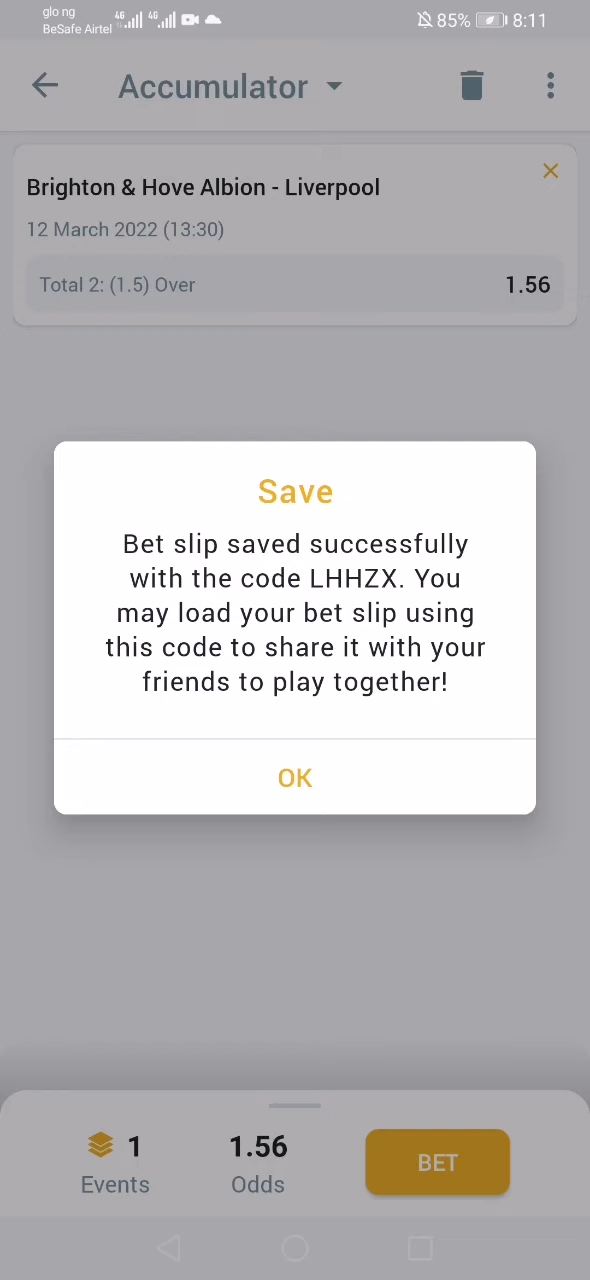 glo ng
BeSafe Airtel 4G 4G 85% 8:11
Accumulator
Brighton & Hove Albion - Liverpool
12 March 2022 (13:30)
Total 2: (1.5) Over 1.56
Save
Bet slip saved successfully
with the code LHHZX. You
may load your bet slip using
this code to share it with your
friends to play together!
OK
1 1.56 BET
Events Odds